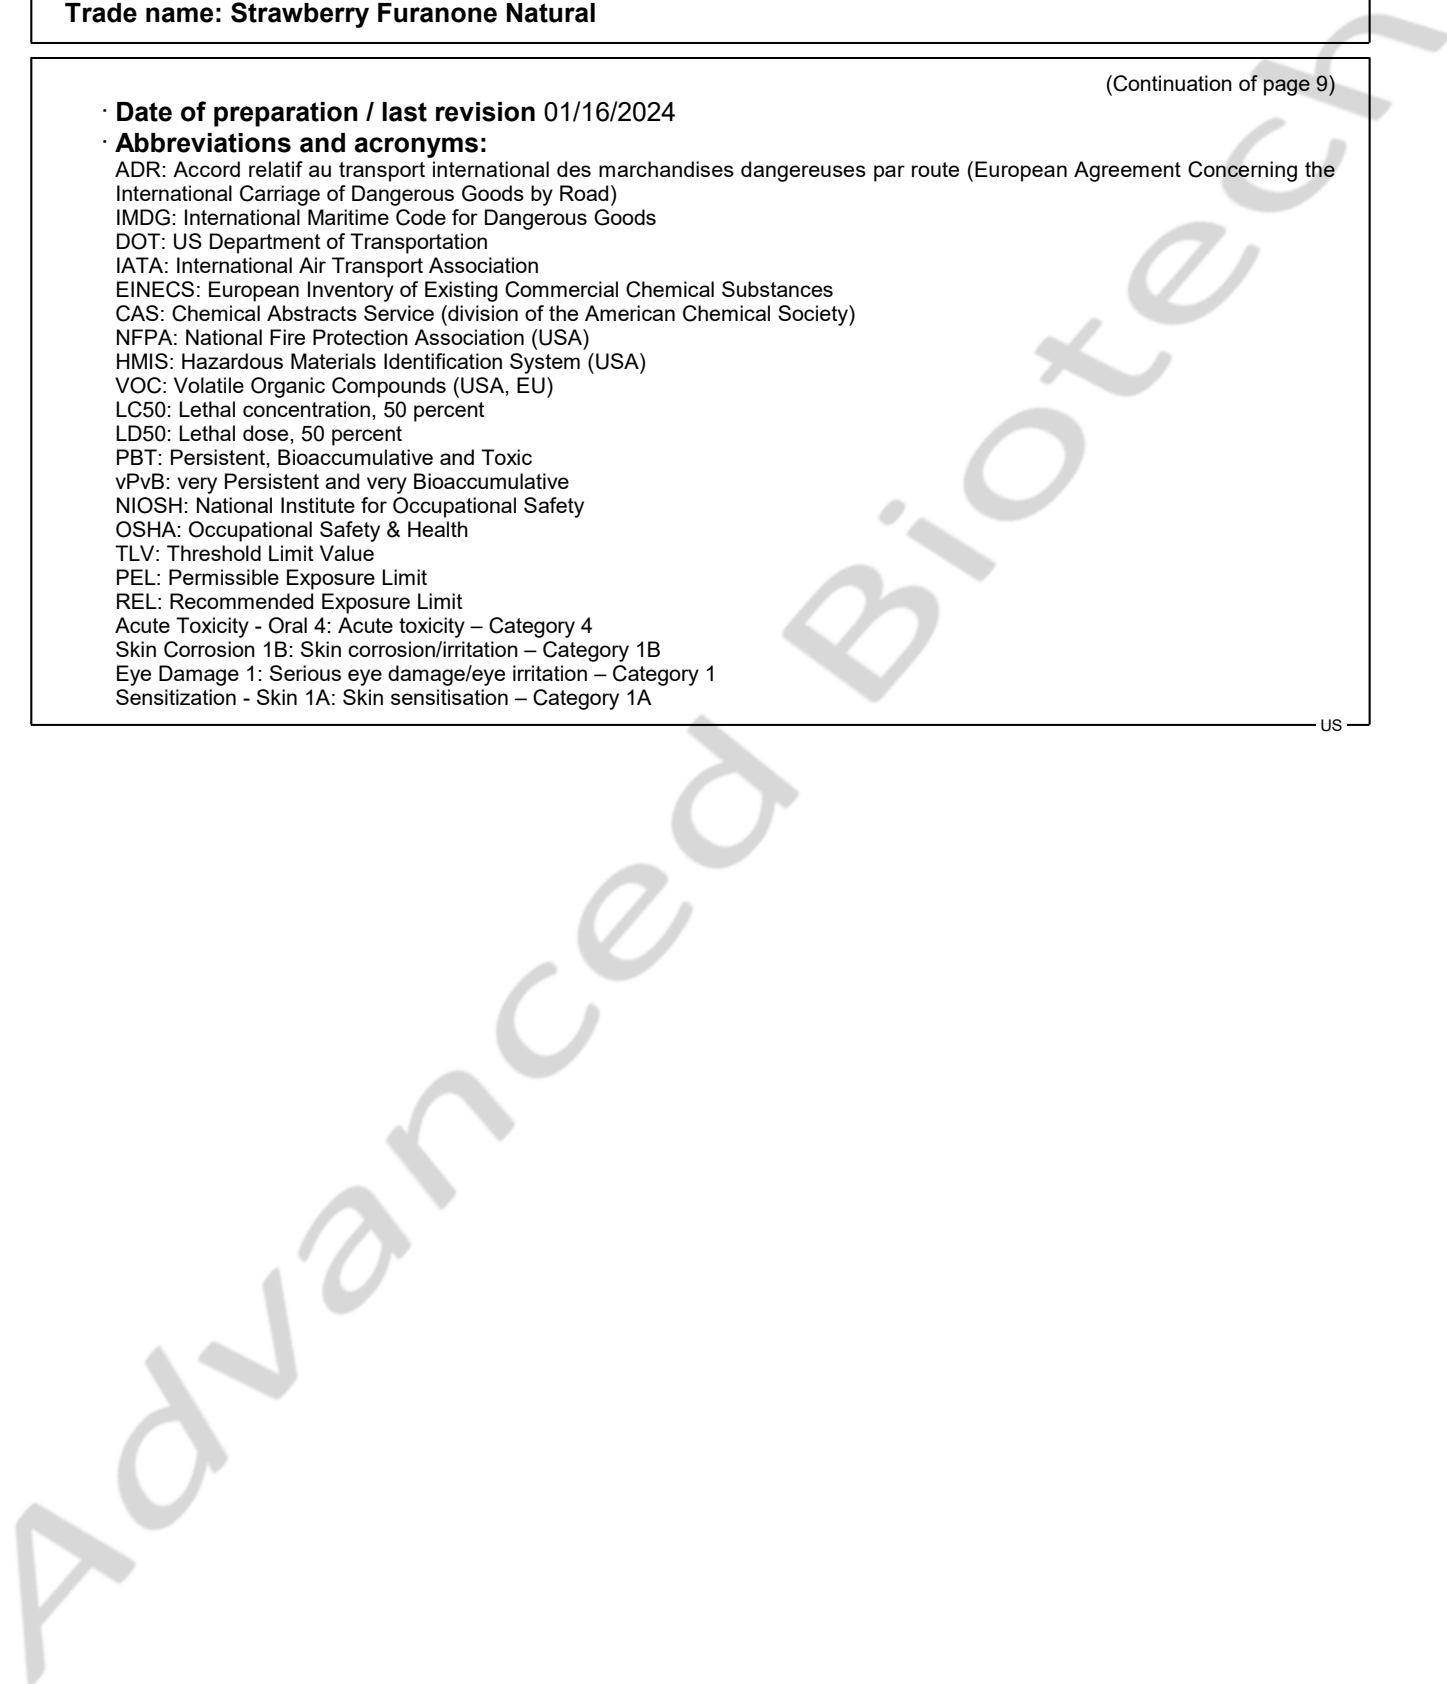 Trade name: Strawberry Furanone Natural
(Continuation of page 9)
· Date of preparation / last revision 01/16/2024
· Abbreviations and acronyms:
ADR: Accord relatif au transport international des marchandises dangereuses par route (European Agreement Concerning the
International Carriage of Dangerous Goods by Road)
IMDG: International Maritime Code for Dangerous Goods
DOT: US Department of Transportation
IATA: International Air Transport Association
EINECS: European Inventory of Existing Commercial Chemical Substances
CAS: Chemical Abstracts Service (division of the American Chemical Society)
NFPA: National Fire Protection Association (USA)
HMIS: Hazardous Materials Identification System (USA)
VOC: Volatile Organic Compounds (USA, EU)
LC50: Lethal concentration, 50 percent
LD50: Lethal dose, 50 percent
PBT: Persistent, Bioaccumulative and Toxic
vPvB: very Persistent and very Bioaccumulative
NIOSH: National Institute for Occupational Safety
OSHA: Occupational Safety & Health
TLV: Threshold Limit Value
PEL: Permissible Exposure Limit
REL: Recommended Exposure Limit
Acute Toxicity - Oral 4: Acute toxicity – Category 4
Skin Corrosion 1B: Skin corrosion/irritation – Category 1B
Eye Damage 1: Serious eye damage/eye irritation – Category 1
Sensitization - Skin 1A: Skin sensitisation – Category 1A
US
Advanced Biotech